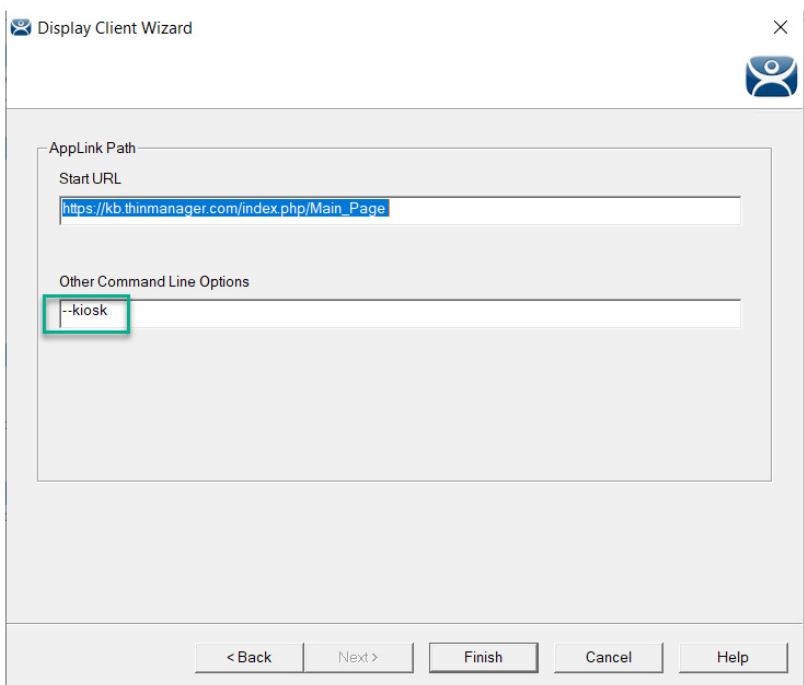 Display Client Wizard
AppLink Path
Start URL
https://kb.thinmanager.com/index.php/Main_Page
Other Command Line Options
--kiosk
< Back Next > Finish Cancel Help